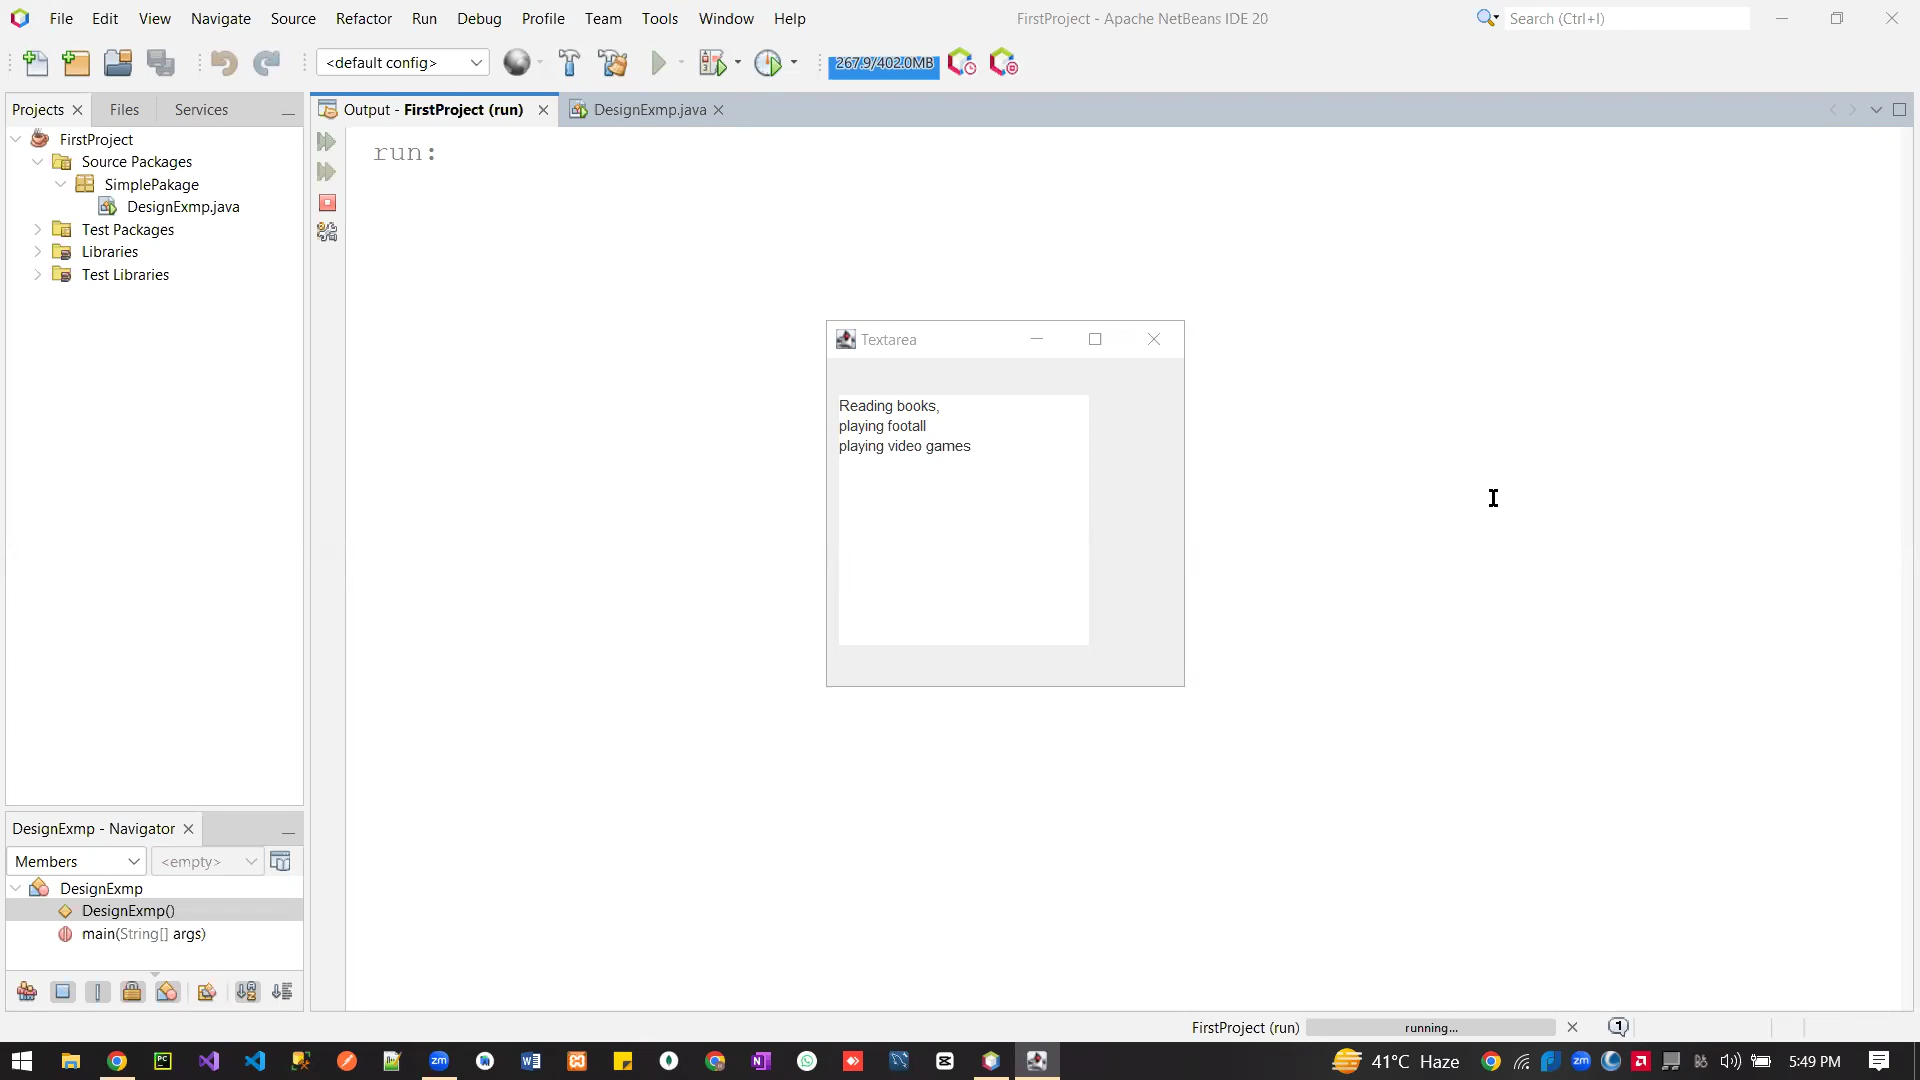 File Edit View Navigate Source Refactor Run Debug Profile Team Tools Window Help
FirstProject - Apache NetBeans IDE 20
Search (Ctrl+I)
<default config>
267.9/402.0MB
Projects
Files
Services
Output - FirstProject (run)
DesignExmp.java
FirstProject
Source Packages
SimplePakage
DesignExmp.java
Test Packages
Libraries
Test Libraries
run:
Textarea
Reading books,
playing footall
playing video games
DesignExmp - Navigator
Members
<empty>
DesignExmp
DesignExmp()
main(String[] args)
FirstProject (run)
running...
1
41°C Haze
5:49 PM